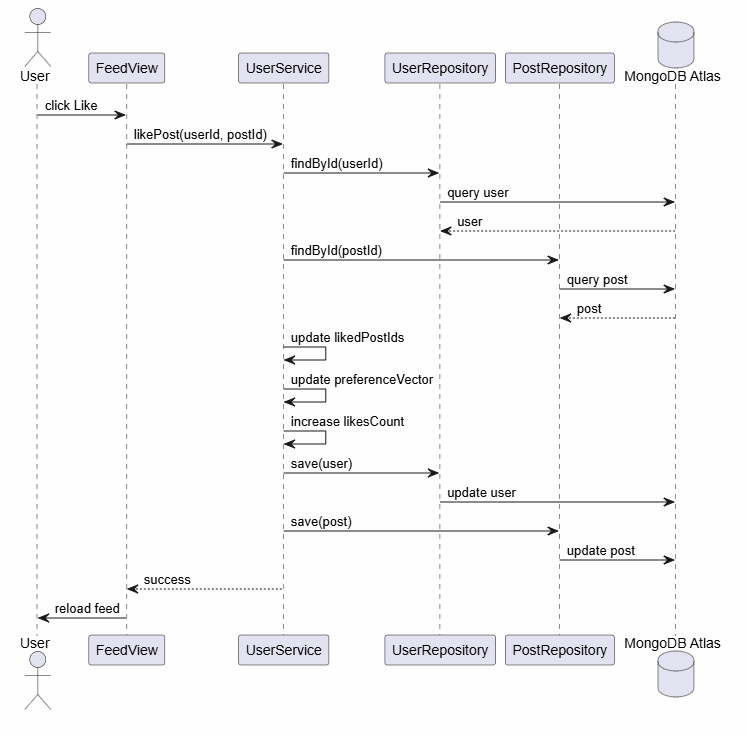 User
FeedView
UserService
UserRepository
PostRepository
MongoDB Atlas
click Like
likePost(userId, postId)
findById(userId)
query user
user
findById(postId)
query post
post
update likedPostIds
update preferenceVector
increase likesCount
save(user)
update user
save(post)
update post
success
reload feed
User
FeedView
UserService
UserRepository
PostRepository
MongoDB Atlas